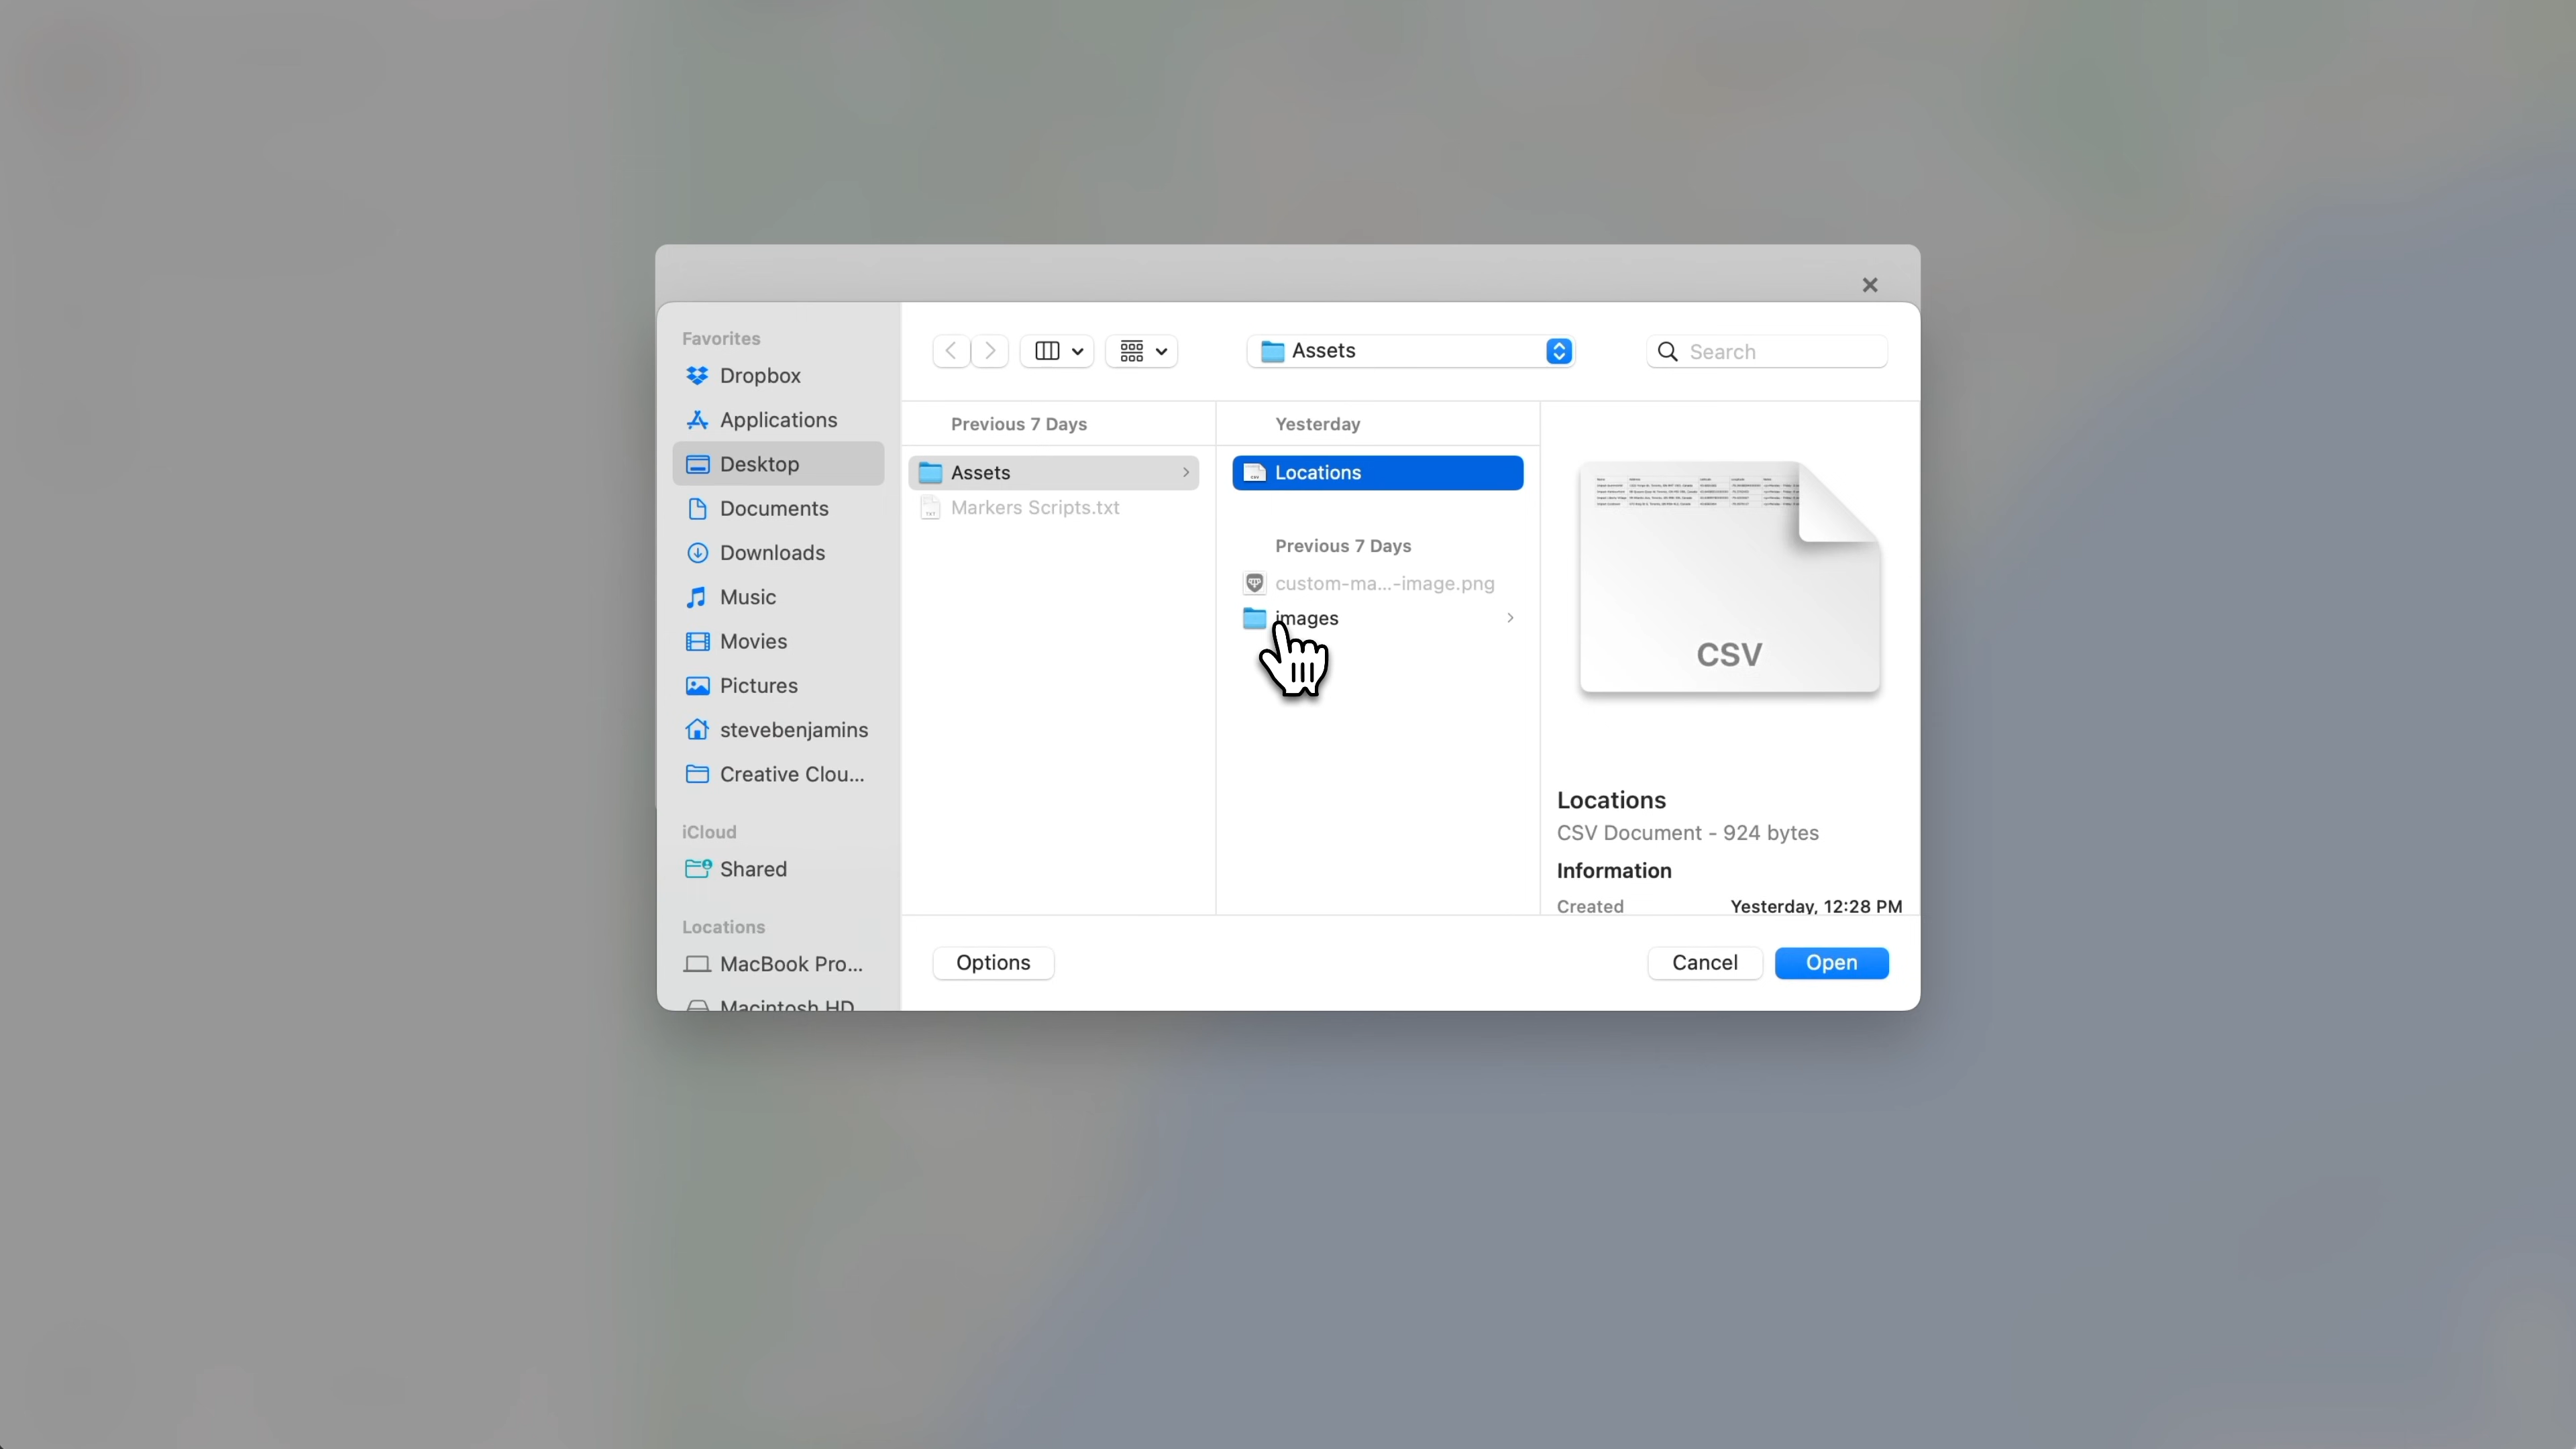 Favorites
Dropbox
Applications
Desktop
Documents
Downloads
Music
Movies
Pictures
stevebenjamins
Creative Clou...
iCloud
Shared
Locations
MacBook Pro...
Macintosh HD
Assets
Search
Previous 7 Days
Assets
Markers Scripts.txt
Yesterday
Locations
Previous 7 Days
custom-ma...-image.png
images
CSV
Locations
CSV Document - 924 bytes
Information
Created Yesterday, 12:28 PM
Options
Cancel
Open